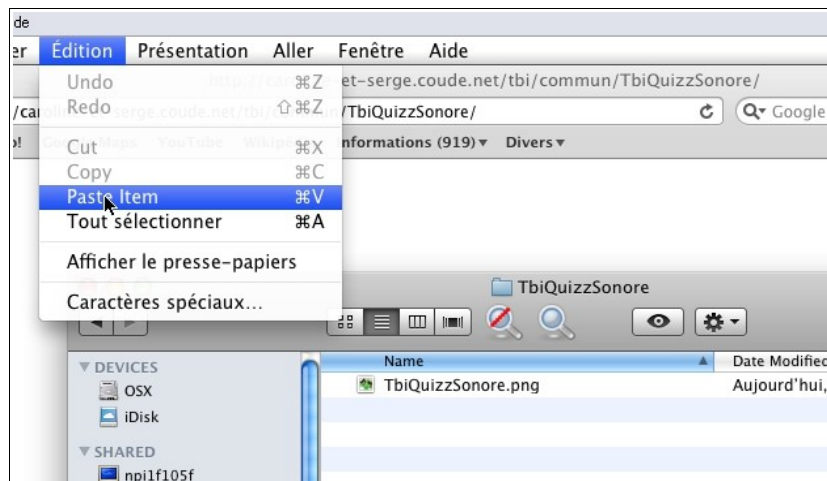 de
er Édition Présentation Aller Fenêtre Aide
Undo ⌘Z
et-serge.coude.net/tbi/commun/TbiQuizzSonore/
Redo ⇧⌘Z
/TbiQuizzSonore/
Google
Cut ⌘X
nformations (919) ▾ Divers ▾
Copy ⌘C
Paste Item ⌘V
Tout sélectionner ⌘A
Afficher le presse-papiers
Caractères spéciaux...
TbiQuizzSonore
DEVICES
Name
Date Modified
OSX
TbiQuizzSonore.png
Aujourd'hui,
iDisk
SHARED
npi1f105f